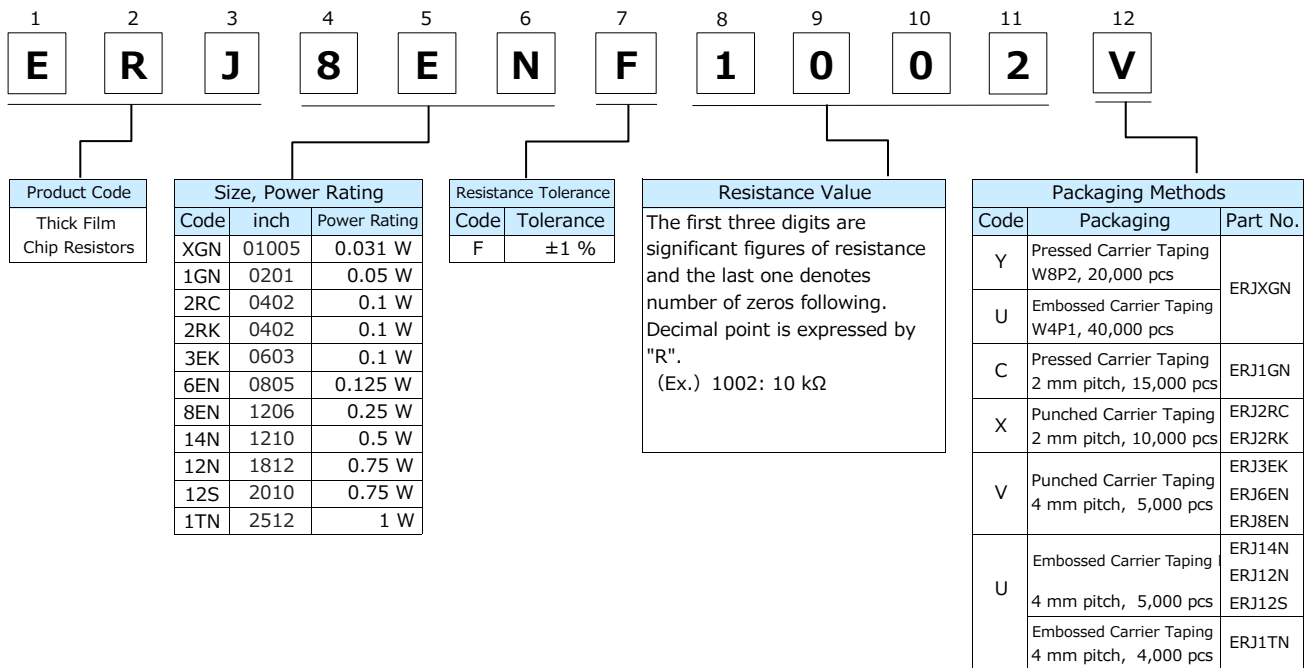 1 2 3 4 5 6 7 8 9 10 11 12
E R J 8 E N F 1 0 0 2 V
Product Code
Thick Film
Chip Resistors
Size, Power Rating
Code inch Power Rating
XGN 01005 0.031 W
1GN 0201 0.05 W
2RC 0402 0.1 W
2RK 0402 0.1 W
3EK 0603 0.1 W
6EN 0805 0.125 W
8EN 1206 0.25 W
14N 1210 0.5 W
12N 1812 0.75 W
12S 2010 0.75 W
1TN 2512 1 W
Resistance Tolerance
Code Tolerance
F ±1 %
Resistance Value
The first three digits are
significant figures of resistance
and the last one denotes
number of zeros following.
Decimal point is expressed by
"R".
（Ex.）1002: 10 kΩ
Packaging Methods
Code Packaging Part No.
Y Pressed Carrier Taping
W8P2, 20,000 pcs
ERJXGN
U Embossed Carrier Taping
W4P1, 40,000 pcs
C Pressed Carrier Taping
2 mm pitch, 15,000 pcs
ERJ1GN
X Punched Carrier Taping
2 mm pitch, 10,000 pcs
ERJ2RC
ERJ2RK
V Punched Carrier Taping
4 mm pitch, 5,000 pcs
ERJ3EK
ERJ6EN
ERJ8EN
U Embossed Carrier Taping
4 mm pitch, 5,000 pcs
ERJ14N
ERJ12N
ERJ12S
Embossed Carrier Taping
4 mm pitch, 4,000 pcs
ERJ1TN